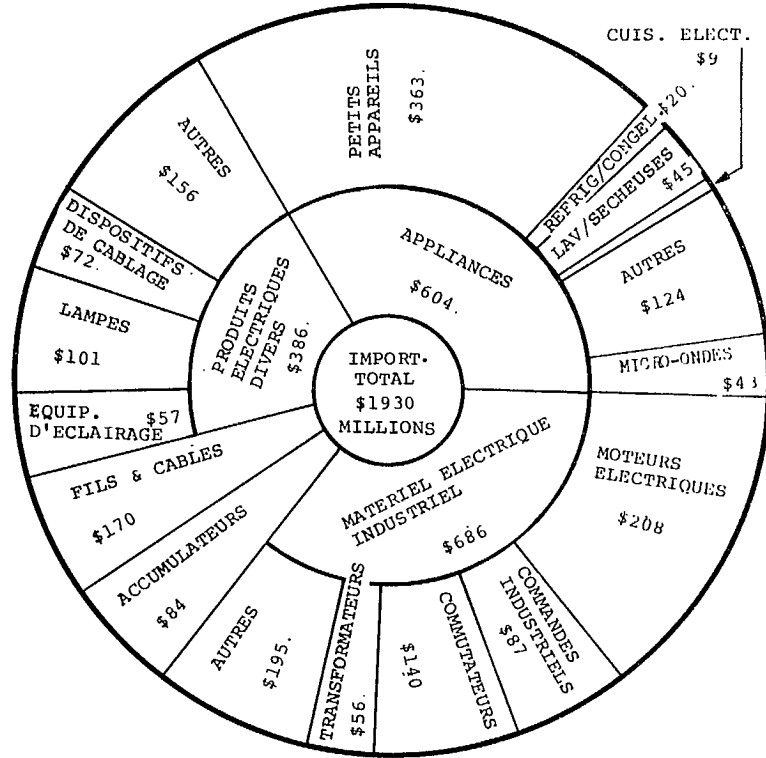 CUIS. ELECT.
$9
PETITS
APPAREILS
$363.
REFRIG/CONGEL $20.
LAV/SECHEUSES
$45
AUTRES
$124
MICRO-ONDES
$43
APPLIANCES
$604.
AUTRES
$156
DISPOSITIFS
DE CABLAGE
$72.
LAMPES
$101
EQUIP. $57
D'ECLAIRAGE
PRODUITS
ELECTRIQUES
DIVERS
$386.
IMPORT.
TOTAL
$1930
MILLIONS
FILS & CABLES
$170
ACCUMULATEURS
$84
MATERIEL ELECTRIQUE
INDUSTRIEL
$686
MOTEURS
ELECTRIQUES
$208
COMMANDES
INDUSTRIELS
$87
COMMUTATEURS
$140
TRANSFORMATEURS
$56.
AUTRES
$195.